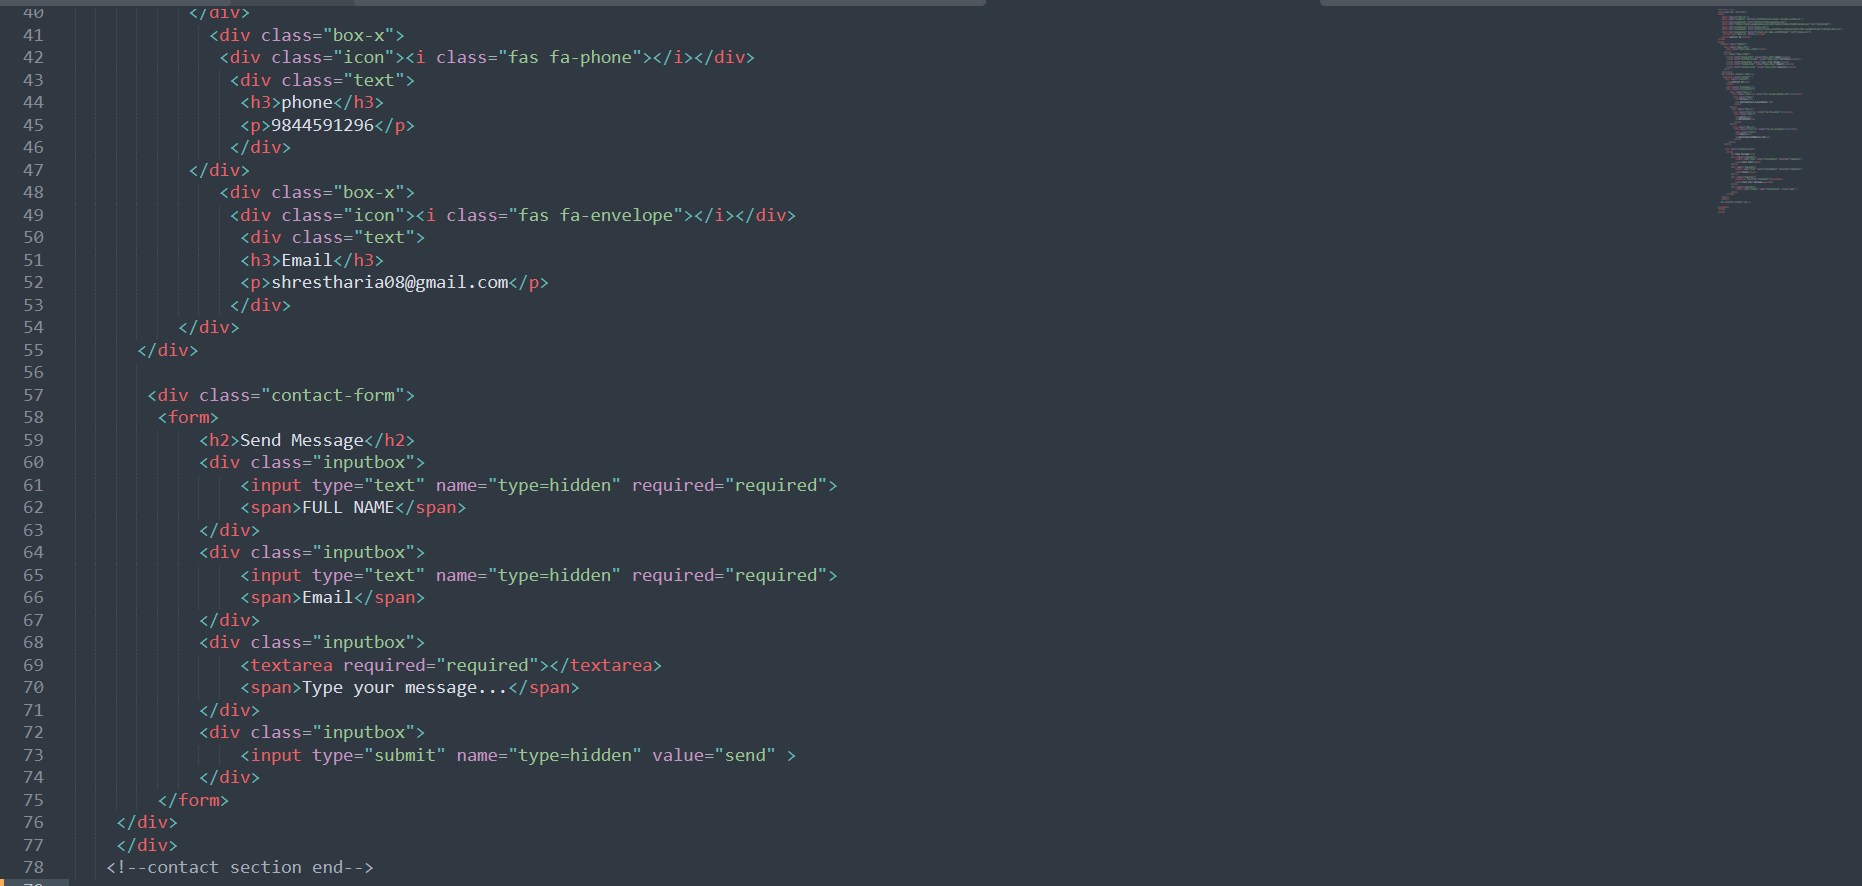 40 </div>
41 <div class="box-x">
42 <div class="icon"><i class="fas fa-phone"></i></div>
43 <div class="text">
44 <h3>phone</h3>
45 <p>9844591296</p>
46 </div>
47 </div>
48 <div class="box-x">
49 <div class="icon"><i class="fas fa-envelope"></i></div>
50 <div class="text">
51 <h3>Email</h3>
52 <p>shrestharia08@gmail.com</p>
53 </div>
54 </div>
55 </div>
56
57 <div class="contact-form">
58 <form>
59 <h2>Send Message</h2>
60 <div class="inputbox">
61 <input type="text" name="type=hidden" required="required">
62 <span>FULL NAME</span>
63 </div>
64 <div class="inputbox">
65 <input type="text" name="type=hidden" required="required">
66 <span>Email</span>
67 </div>
68 <div class="inputbox">
69 <textarea required="required"></textarea>
70 <span>Type your message...</span>
71 </div>
72 <div class="inputbox">
73 <input type="submit" name="type=hidden" value="send" >
74 </div>
75 </form>
76 </div>
77 </div>
78 <!--contact section end-->